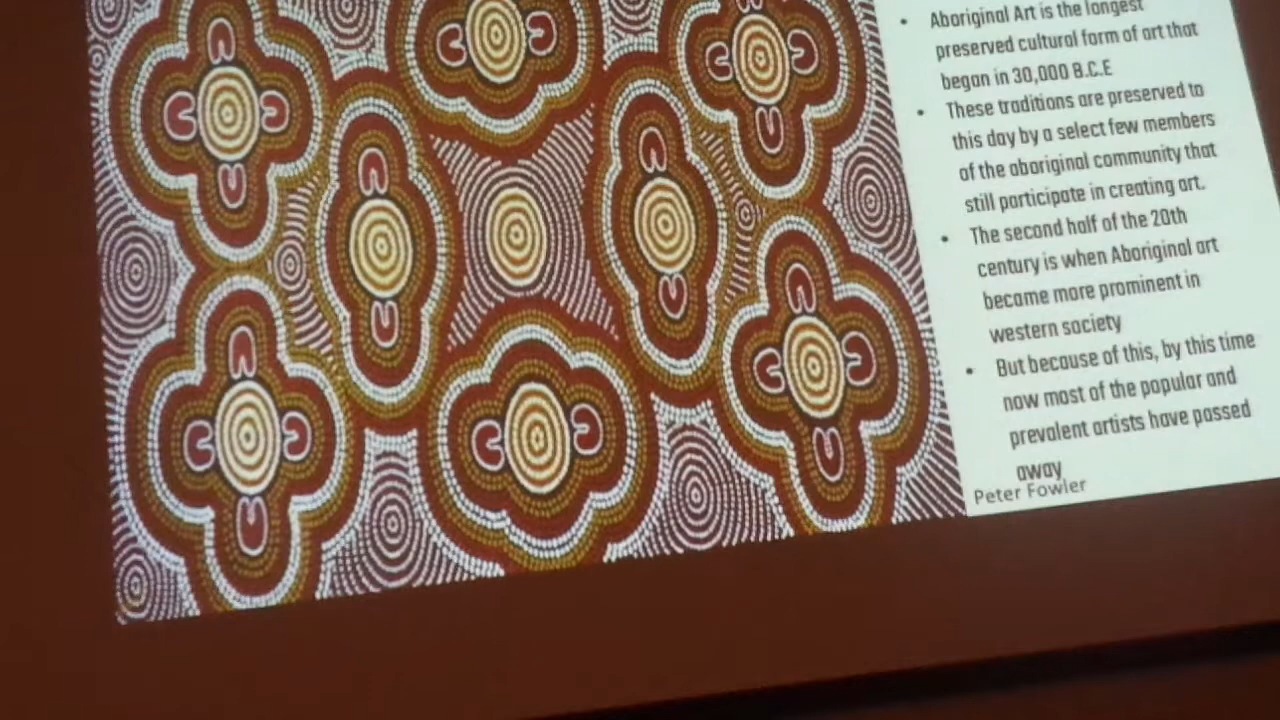 • Aboriginal Art is the longest
preserved cultural form of art that
began in 30,000 B.C.E
• These traditions are preserved to
this day by a select few members
of the aboriginal community that
still participate in creating art.
• The second half of the 20th
century is when Aboriginal art
became more prominent in
western society
• But because of this, by this time
now most of the popular and
prevalent artists have passed
away
Peter Fowler